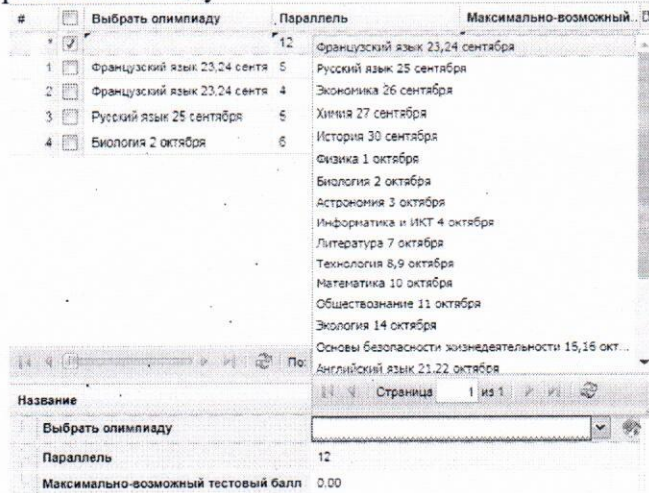 # Выбрать олимпиаду Параллель Максимально-возможный..
* 12
1 Французский язык 23,24 сентя 5
2 Французский язык 23,24 сентя 4
3 Русский язык 25 сентября 5
4 Биология 2 октября 6
Французский язык 23,24 сентября
Русский язык 25 сентября
Экономика 26 сентября
Химия 27 сентября
История 30 сентября
Физика 1 октября
Биология 2 октября
Астрономия 3 октября
Информатика и ИКТ 4 октября
Литература 7 октября
Технология 8,9 октября
Математика 10 октября
Обществознание 11 октября
Экология 14 октября
Основы безопасности жизнедеятельности 15,16 окт...
Английский язык 21,22 октября
По:
Страница 1 из 1
Название
Выбрать олимпиаду
Параллель 12
Максимально-возможный тестовый балл 0.00